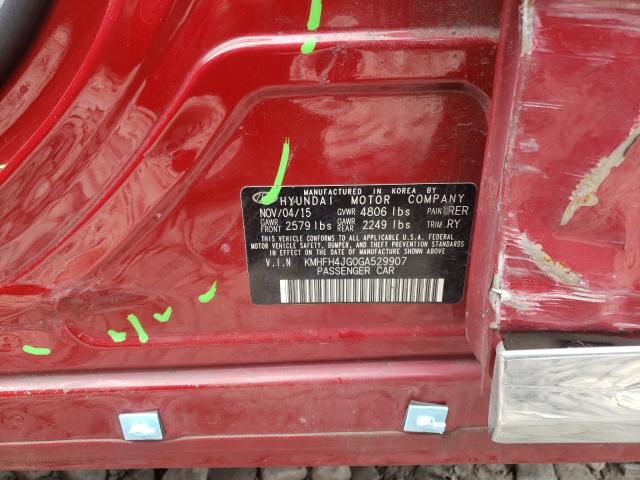 MANUFACTURED IN KOREA BY
HYUNDAI MOTOR COMPANY
NOV/04/15 GVWR 4806 lbs PAINT RER
GAWR FRONT 2579 lbs GAWR REAR 2249 lbs TRIM RY
THIS VEHICLE CONFORMS TO ALL APPLICABLE U.S.A. FEDERAL
MOTOR VEHICLE SAFETY, BUMPER, AND THEFT PREVENTION
STANDARDS IN EFFECT ON THE DATE OF MANUFACTURE SHOWN ABOVE.
V.I.N KMHFH4JG0GA529907
PASSENGER CAR